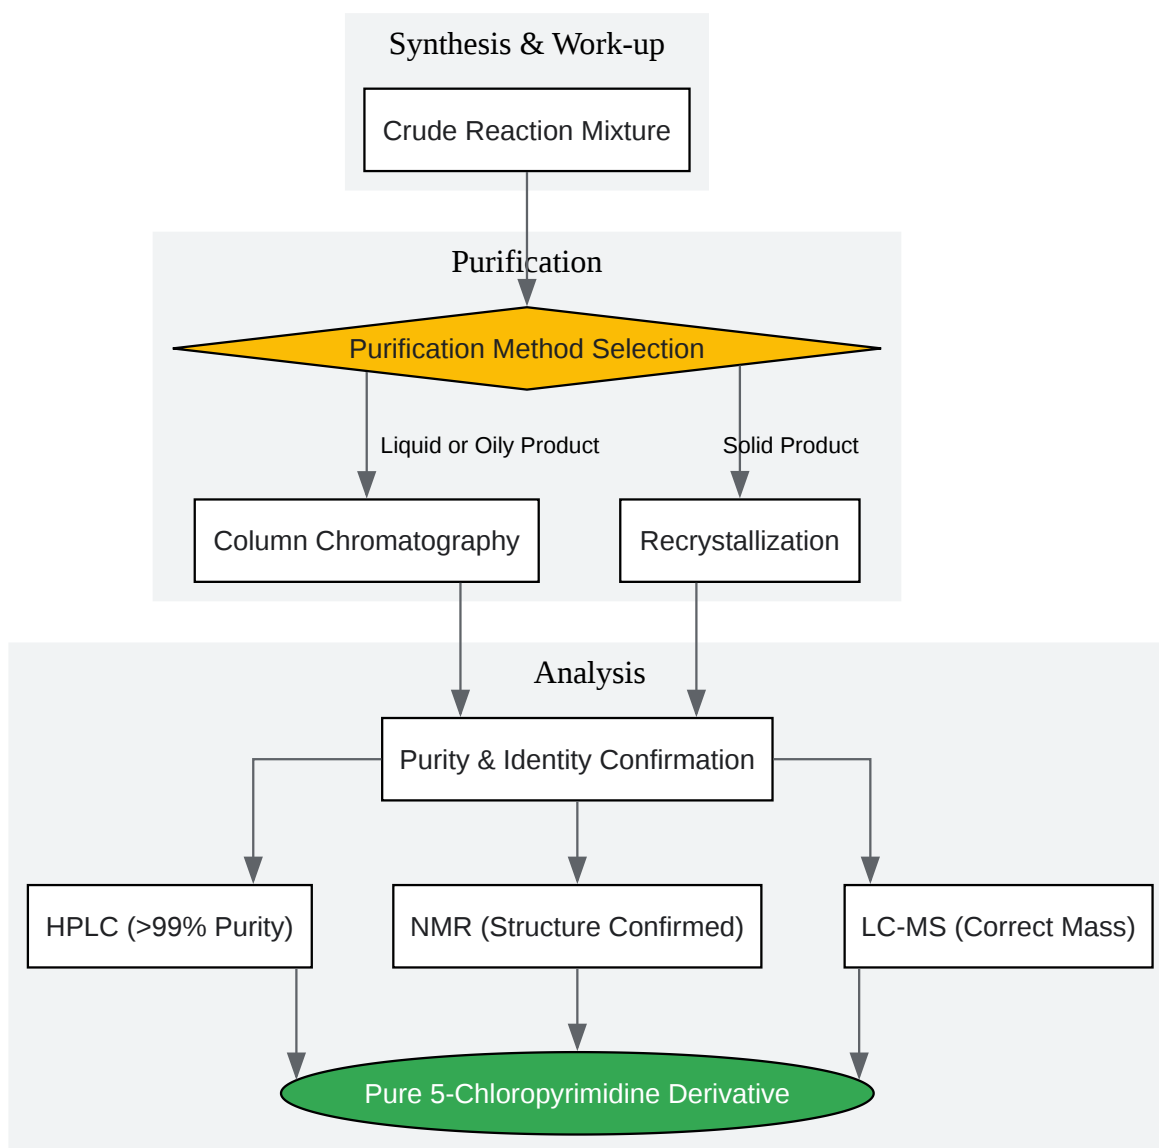 Synthesis & Work-up
Crude Reaction Mixture
Purification
Purification Method Selection
Liquid or Oily Product
Solid Product
Column Chromatography
Recrystallization
Analysis
Purity & Identity Confirmation
HPLC (>99% Purity)
NMR (Structure Confirmed)
LC-MS (Correct Mass)
Pure 5-Chloropyrimidine Derivative